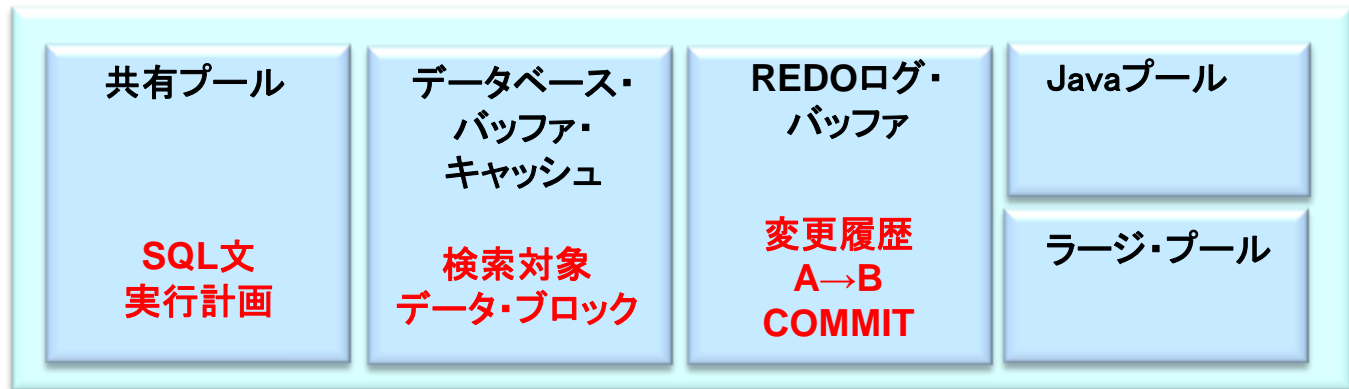 共有プール
SQL文
実行計画
データベース・
バッファ・
キャッシュ
検索対象
データ・ブロック
REDOログ・
バッファ
変更履歴
A→B
COMMIT
Javaプール
ラージ・プール